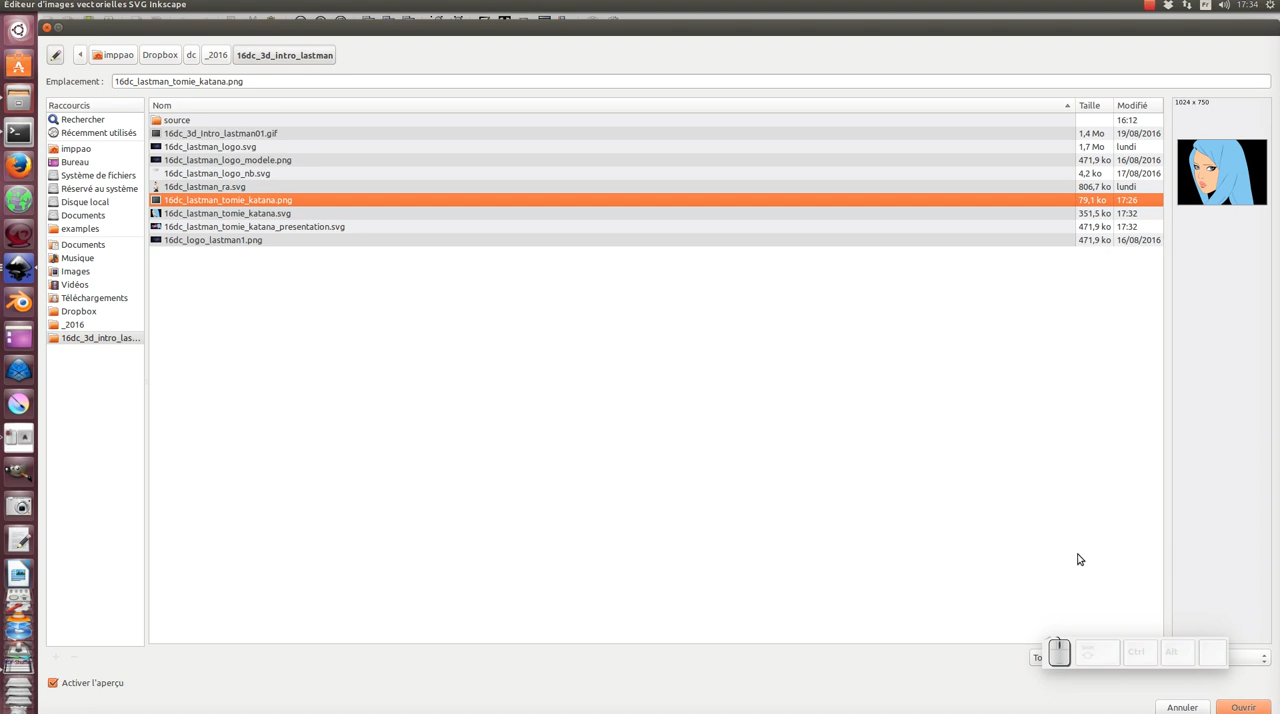 Éditeur d'images vectorielles SVG Inkscape
Fr
17:34
imppao
Dropbox
dc
_2016
16dc_3d_intro_lastman
Emplacement :
16dc_lastman_tomie_katana.png
Raccourcis
Nom
Taille
Modifié
1024 x 750
Rechercher
source
16:12
Récemment utilisés
16dc_3d_Intro_lastman01.gif
1,4 Mo
19/08/2016
imppao
16dc_lastman_logo.svg
1,7 Mo
lundi
Bureau
16dc_lastman_logo_modele.png
471,9 ko
16/08/2016
Système de fichiers
16dc_lastman_logo_nb.svg
4,2 ko
17/08/2016
Réservé au système
16dc_lastman_ra.svg
806,7 ko
lundi
Disque local
16dc_lastman_tomie_katana.png
79,1 ko
17:26
Documents
16dc_lastman_tomie_katana.svg
351,5 ko
17:32
examples
16dc_lastman_tomie_katana_presentation.svg
471,9 ko
17:32
Documents
16dc_logo_lastman1.png
471,9 ko
16/08/2016
Musique
Images
Vidéos
Téléchargements
Dropbox
_2016
16dc_3d_intro_las...
To
Ctrl
Alt
Activer l'aperçu
Annuler
Ouvrir